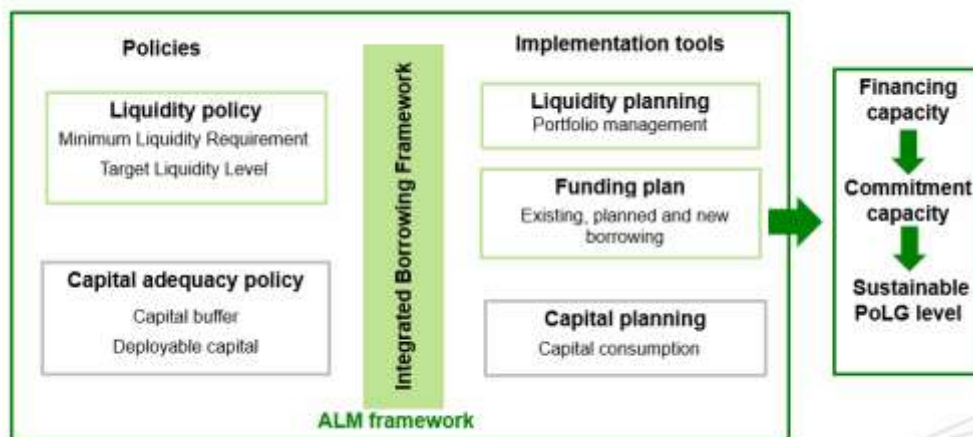 Policies
Liquidity policy
Minimum Liquidity Requirement
Target Liquidity Level
Capital adequacy policy
Capital buffer
Deployable capital
Integrated Borrowing Framework
Implementation tools
Liquidity planning
Portfolio management
Funding plan
Existing, planned and new
borrowing
Capital planning
Capital consumption
ALM framework
Financing
capacity
Commitment
capacity
Sustainable
PoLG level